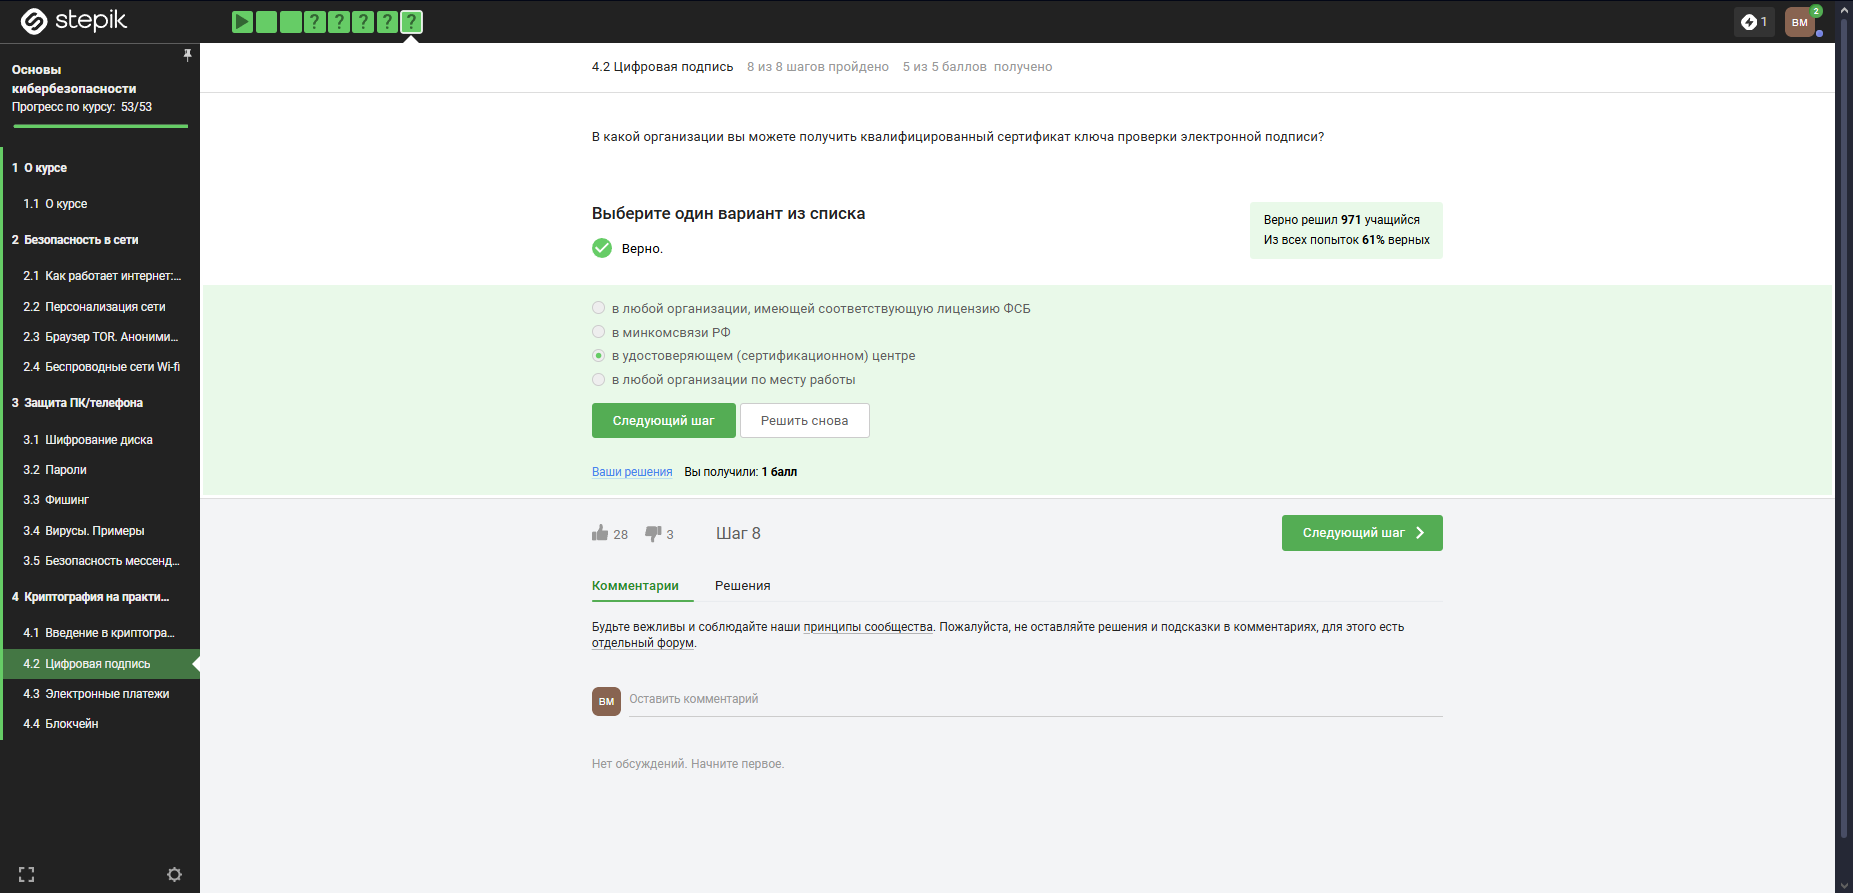 stepik
? ? ? ? ?
1
ВМ
2
Основы
кибербезопасности
Прогресс по курсу: 53/53
1 О курсе
1.1 О курсе
2 Безопасность в сети
2.1 Как работает интернет:...
2.2 Персонализация сети
2.3 Браузер TOR. Аноними...
2.4 Беспроводные сети Wi-fi
3 Защита ПК/телефона
3.1 Шифрование диска
3.2 Пароли
3.3 Фишинг
3.4 Вирусы. Примеры
3.5 Безопасность мессенд...
4 Криптография на практи...
4.1 Введение в криптогра...
4.2 Цифровая подпись
4.3 Электронные платежи
4.4 Блокчейн
4.2 Цифровая подпись 8 из 8 шагов пройдено 5 из 5 баллов получено
В какой организации вы можете получить квалифицированный сертификат ключа проверки электронной подписи?
Выберите один вариант из списка
Верно.
Верно решил 971 учащийся
Из всех попыток 61% верных
в любой организации, имеющей соответствующую лицензию ФСБ
в минкомсвязи РФ
в удостоверяющем (сертификационном) центре
в любой организации по месту работы
Следующий шаг Решить снова
Ваши решения Вы получили: 1 балл
28 3 Шаг 8 Следующий шаг
Комментарии Решения
Будьте вежливы и соблюдайте наши принципы сообщества. Пожалуйста, не оставляйте решения и подсказки в комментариях, для этого есть
отдельный форум.
ВМ Оставить комментарий
Нет обсуждений. Начните первое.